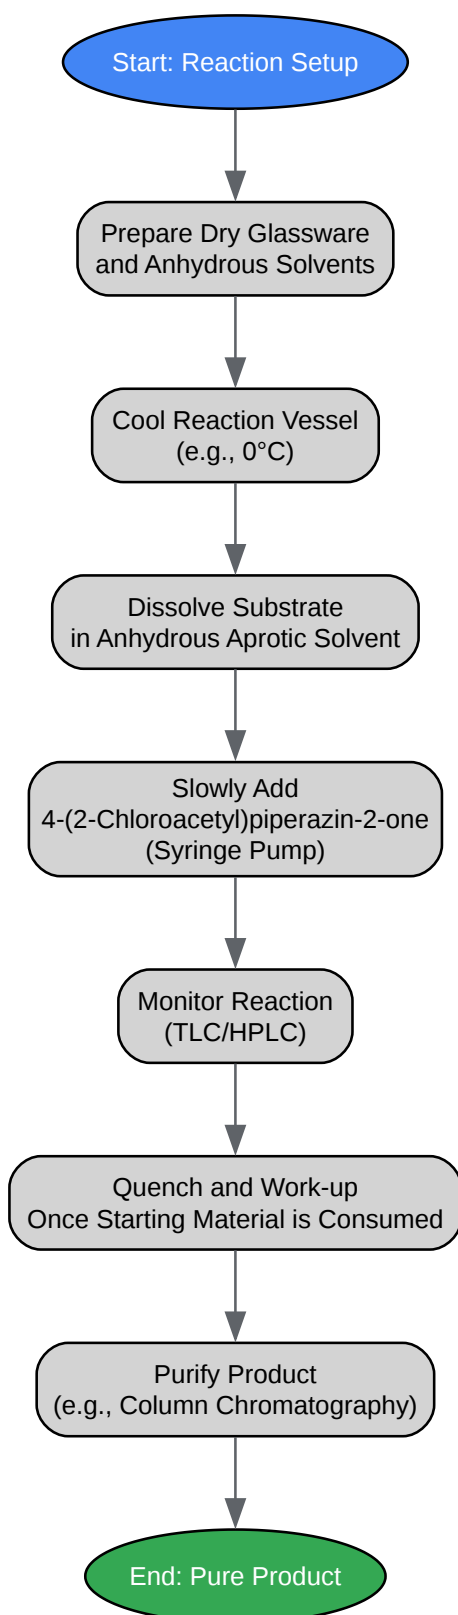 Start: Reaction Setup
Prepare Dry Glassware
and Anhydrous Solvents
Cool Reaction Vessel
(e.g., 0°C)
Dissolve Substrate
in Anhydrous Aprotic Solvent
Slowly Add
4-(2-Chloroacetyl)piperazin-2-one
(Syringe Pump)
Monitor Reaction
(TLC/HPLC)
Quench and Work-up
Once Starting Material is Consumed
Purify Product
(e.g., Column Chromatography)
End: Pure Product